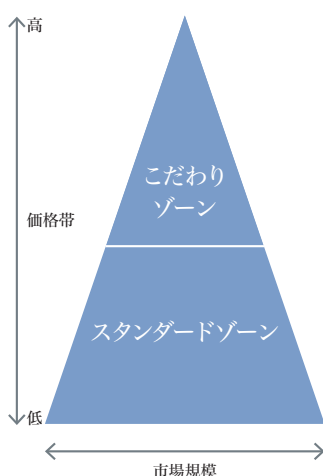 高
こだわり
ゾーン
価格帯
スタンダードゾーン
低
市場規模